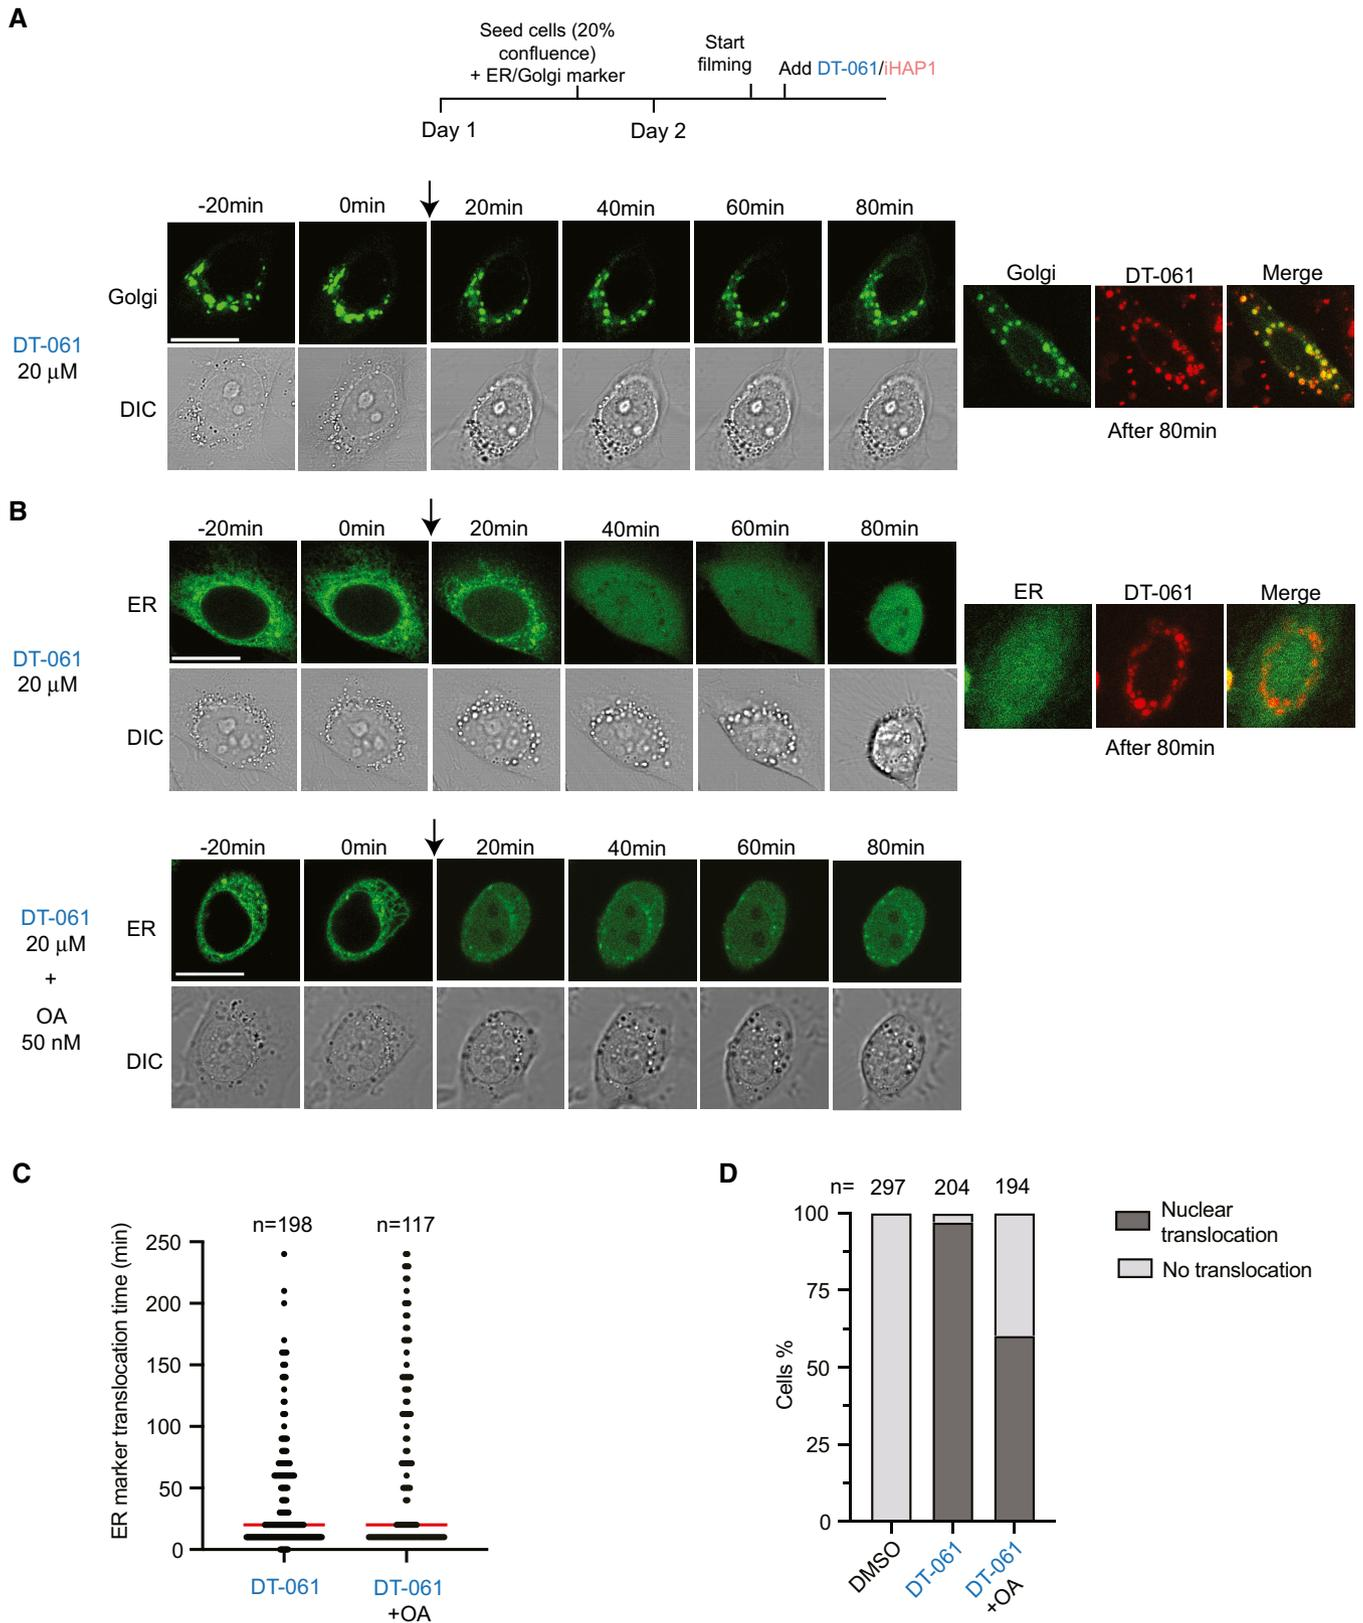 A
Seed cells (20%
confluence)
+ ER/Golgi marker
Start
filming
Add DT-061/iHAP1
Day 1
Day 2
-20min
0min
20min
40min
60min
80min
Golgi
DT-061
20 µM
DIC
Golgi
DT-061
Merge
After 80min
B
-20min
0min
20min
40min
60min
80min
ER
DT-061
20 µM
DIC
ER
DT-061
Merge
After 80min
-20min
0min
20min
40min
60min
80min
ER
DT-061
20 µM
+
OA
50 nM
DIC
C
n=198
n=117
ER marker translocation time (min)
250
200
150
100
50
0
DT-061
DT-061
+OA
D
n=
297
204
194
Cells %
100
75
50
25
0
DMSO
DT-061
DT-061
+OA
Nuclear
translocation
No translocation